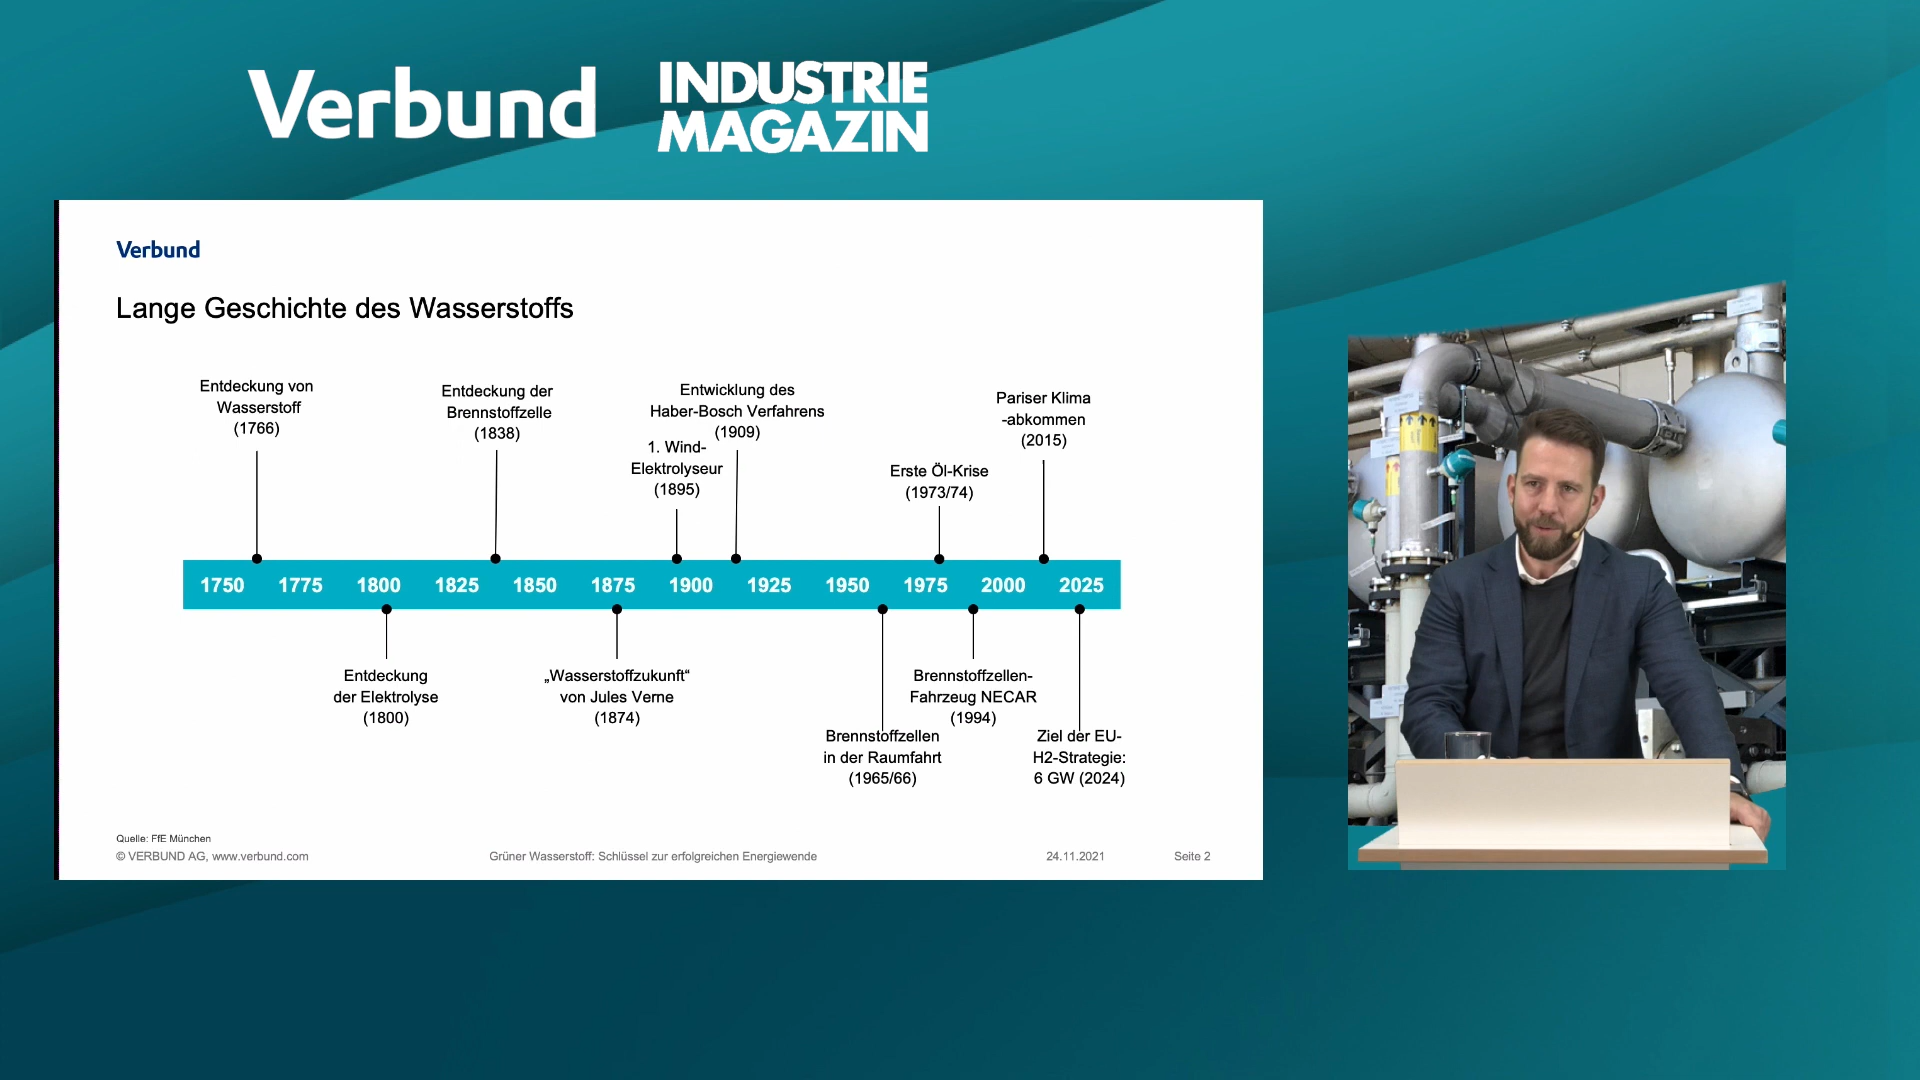 Verbund
INDUSTRIE
MAGAZIN
Verbund
Lange Geschichte des Wasserstoffs
Entdeckung von
Wasserstoff
(1766)
Entdeckung der
Brennstoffzelle
(1838)
1. Wind-
Elektrolyseur
(1895)
Entwicklung des
Haber-Bosch Verfahrens
(1909)
Erste Öl-Krise
(1973/74)
Pariser Klima
-abkommen
(2015)
1750 1775 1800 1825 1850 1875 1900 1925 1950 1975 2000 2025
Entdeckung
der Elektrolyse
(1800)
„Wasserstoffzukunft“
von Jules Verne
(1874)
Brennstoffzellen
in der Raumfahrt
(1965/66)
Brennstoffzellen-
Fahrzeug NECAR
(1994)
Ziel der EU-
H2-Strategie:
6 GW (2024)
Quelle: FfE München
© VERBUND AG, www.verbund.com Grüner Wasserstoff: Schlüssel zur erfolgreichen Energiewende 24.11.2021 Seite 2